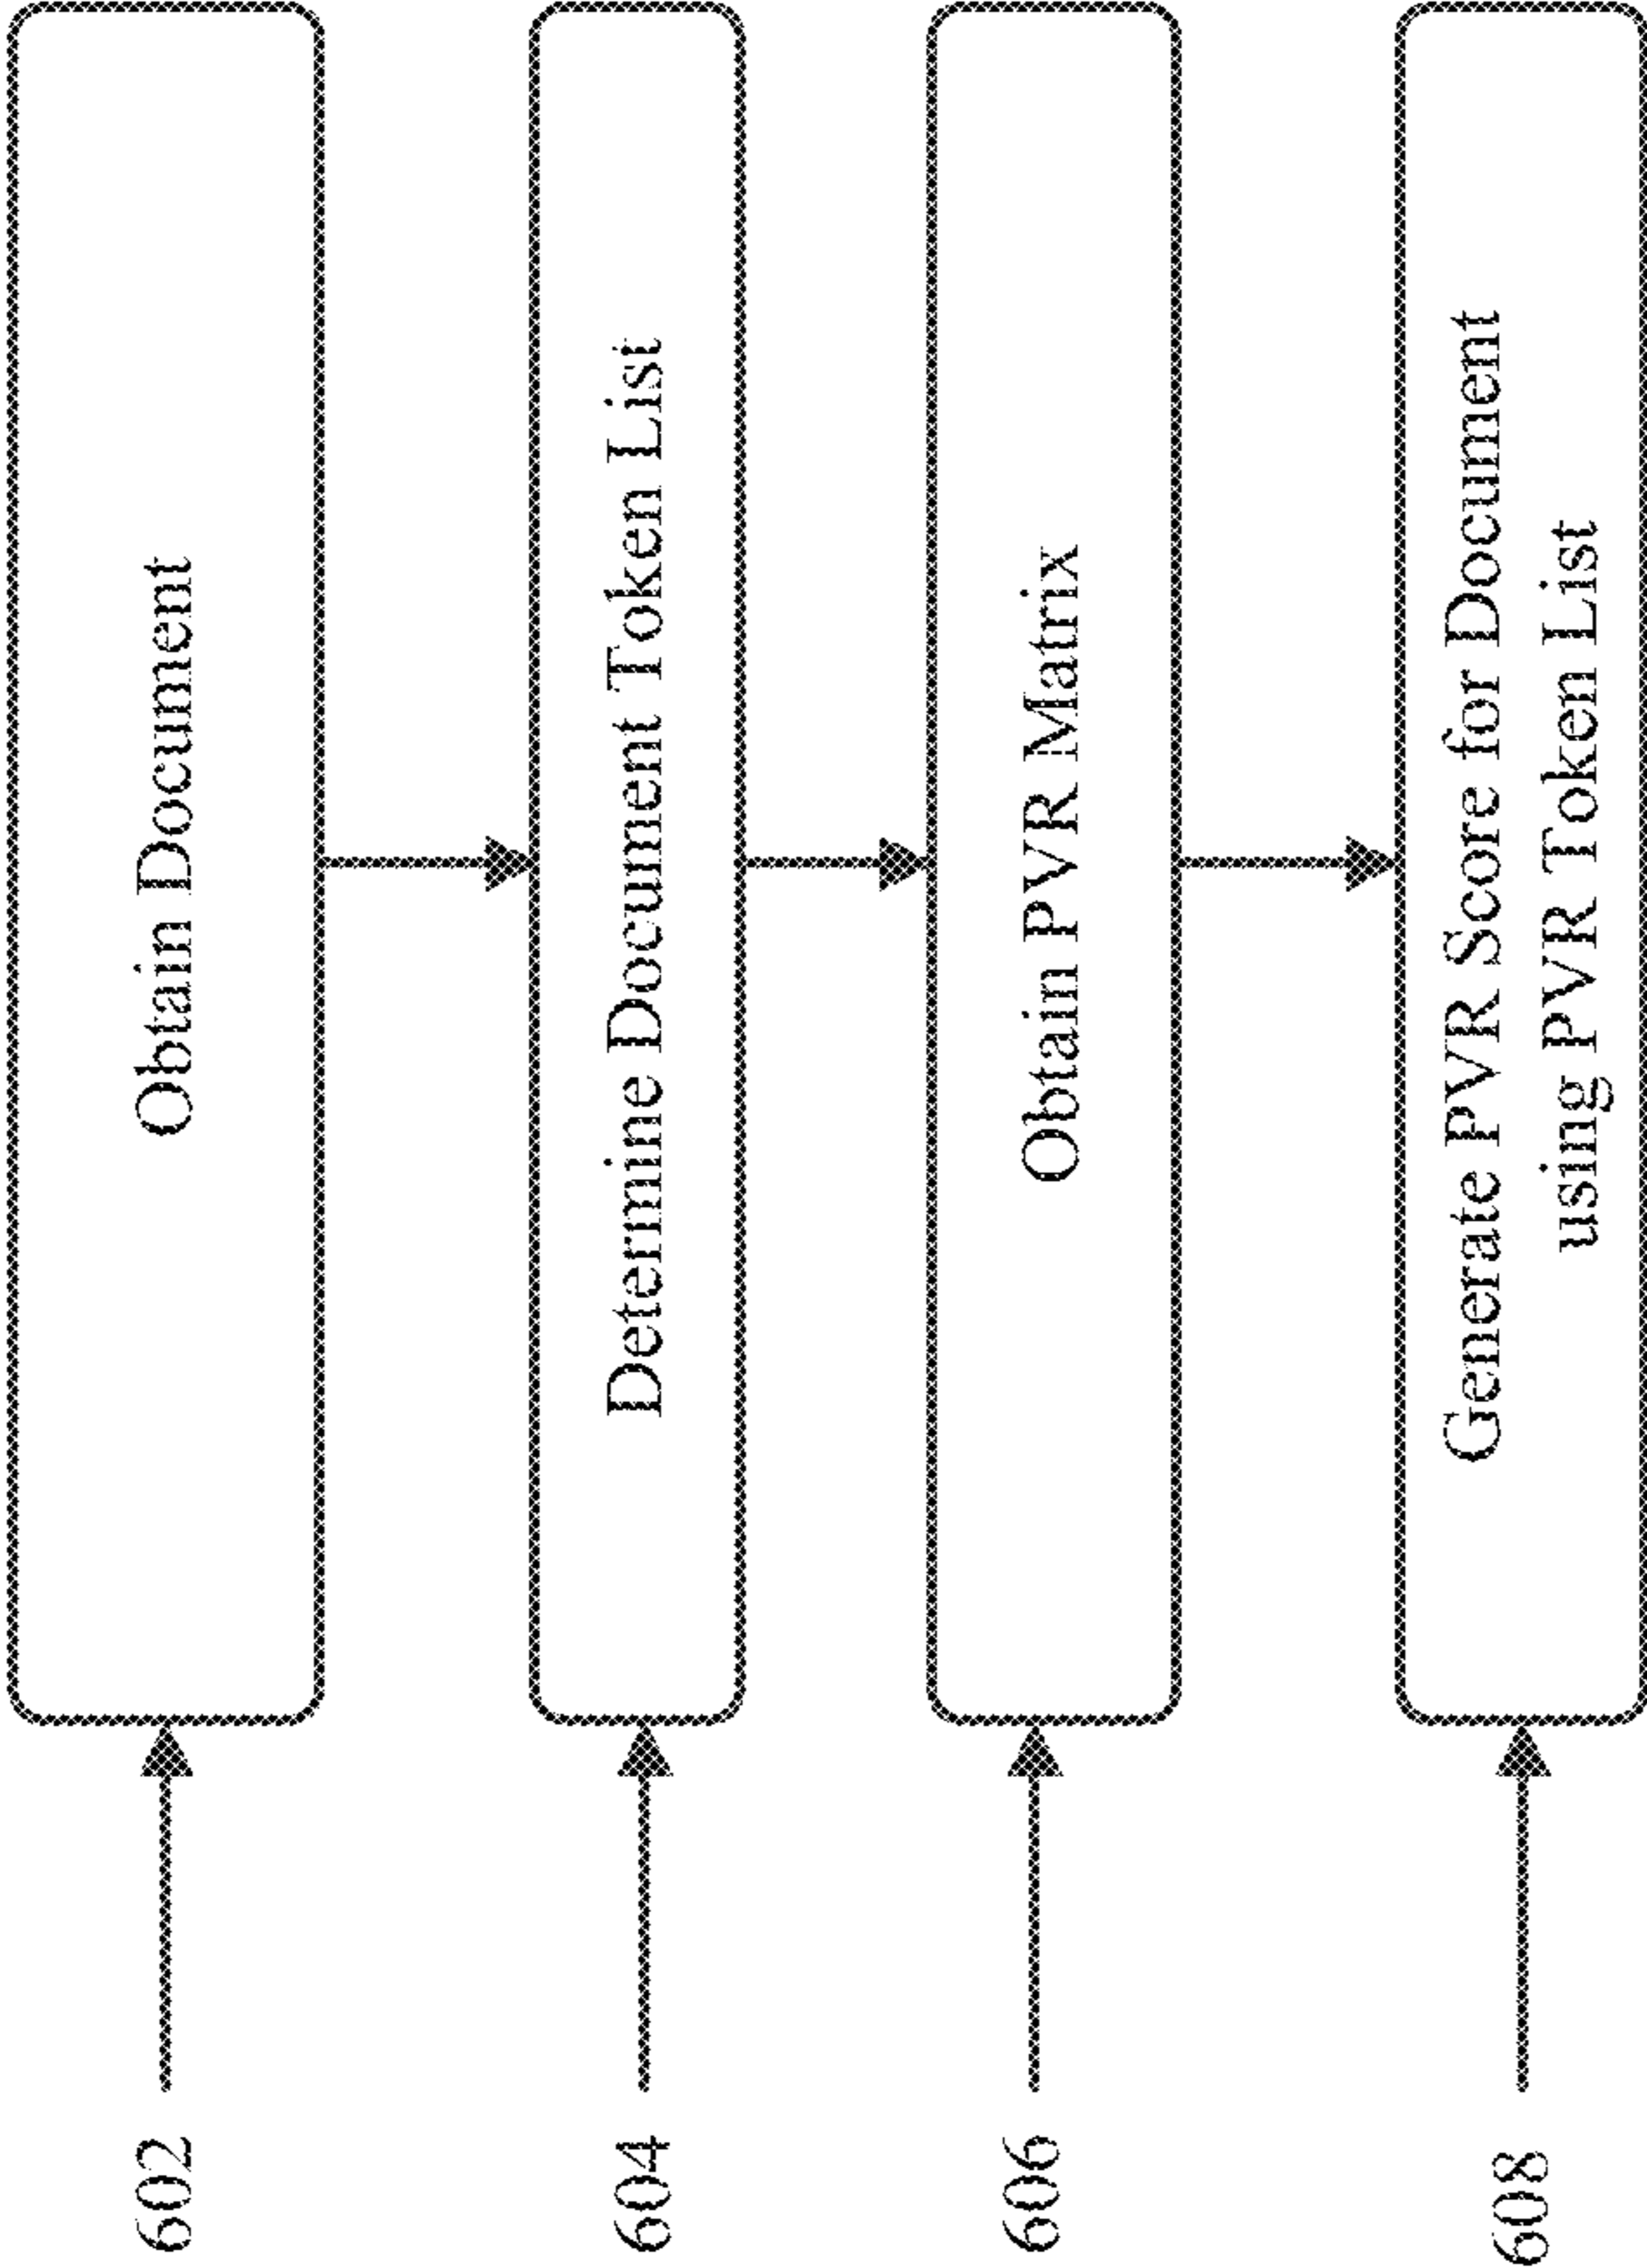 602
Obtain Document
604
Determine Document Token List
606
Obtain PVR Matrix
608
Generate PVR Score for Document
using PVR Token List